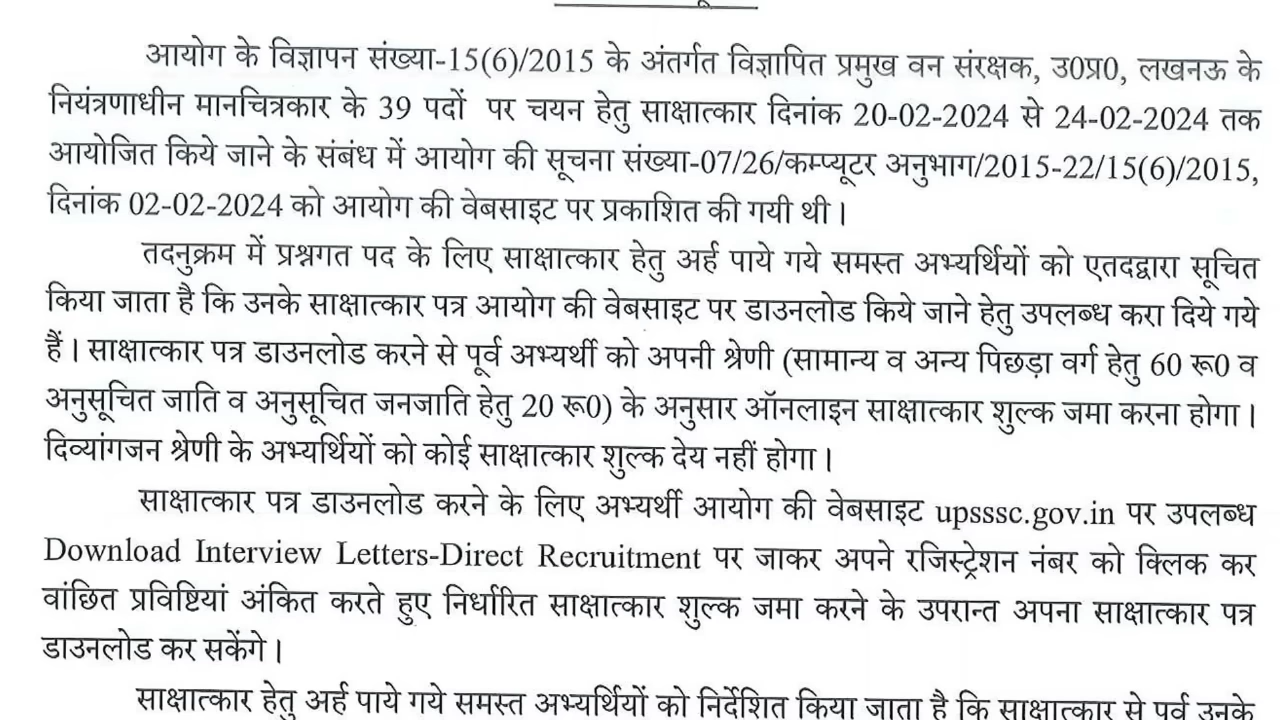 आयोग के विज्ञापन संख्या-15(6)/2015 के अंतर्गत विज्ञापित प्रमुख वन संरक्षक, उ0प्र0, लखनऊ के
नियंत्रणाधीन मानचित्रकार के 39 पदों पर चयन हेतु साक्षात्कार दिनांक 20-02-2024 से 24-02-2024 तक
आयोजित किये जाने के संबंध में आयोग की सूचना संख्या-07/26/कम्प्यूटर अनुभाग/2015-22/15(6)/2015,
दिनांक 02-02-2024 को आयोग की वेबसाइट पर प्रकाशित की गयी थी।
तदनुक्रम में प्रश्नगत पद के लिए साक्षात्कार हेतु अर्ह पाये गये समस्त अभ्यर्थियों को एतदद्वारा सूचित
किया जाता है कि उनके साक्षात्कार पत्र आयोग की वेबसाइट पर डाउनलोड किये जाने हेतु उपलब्ध करा दिये गये
हैं। साक्षात्कार पत्र डाउनलोड करने से पूर्व अभ्यर्थी को अपनी श्रेणी (सामान्य व अन्य पिछड़ा वर्ग हेतु 60 रू0 व
अनुसूचित जाति व अनुसूचित जनजाति हेतु 20 रू0) के अनुसार ऑनलाइन साक्षात्कार शुल्क जमा करना होगा।
दिव्यांगजन श्रेणी के अभ्यर्थियों को कोई साक्षात्कार शुल्क देय नहीं होगा।
साक्षात्कार पत्र डाउनलोड करने के लिए अभ्यर्थी आयोग की वेबसाइट upsssc.gov.in पर उपलब्ध
Download Interview Letters-Direct Recruitment पर जाकर अपने रजिस्ट्रेशन नंबर को क्लिक कर
वांछित प्रविष्टियां अंकित करते हुए निर्धारित साक्षात्कार शुल्क जमा करने के उपरान्त अपना साक्षात्कार पत्र
डाउनलोड कर सकेंगे।
साक्षात्कार हेतु अर्ह पाये गये समस्त अभ्यर्थियों को निर्देशित किया जाता है कि साक्षात्कार से पूर्व उनके